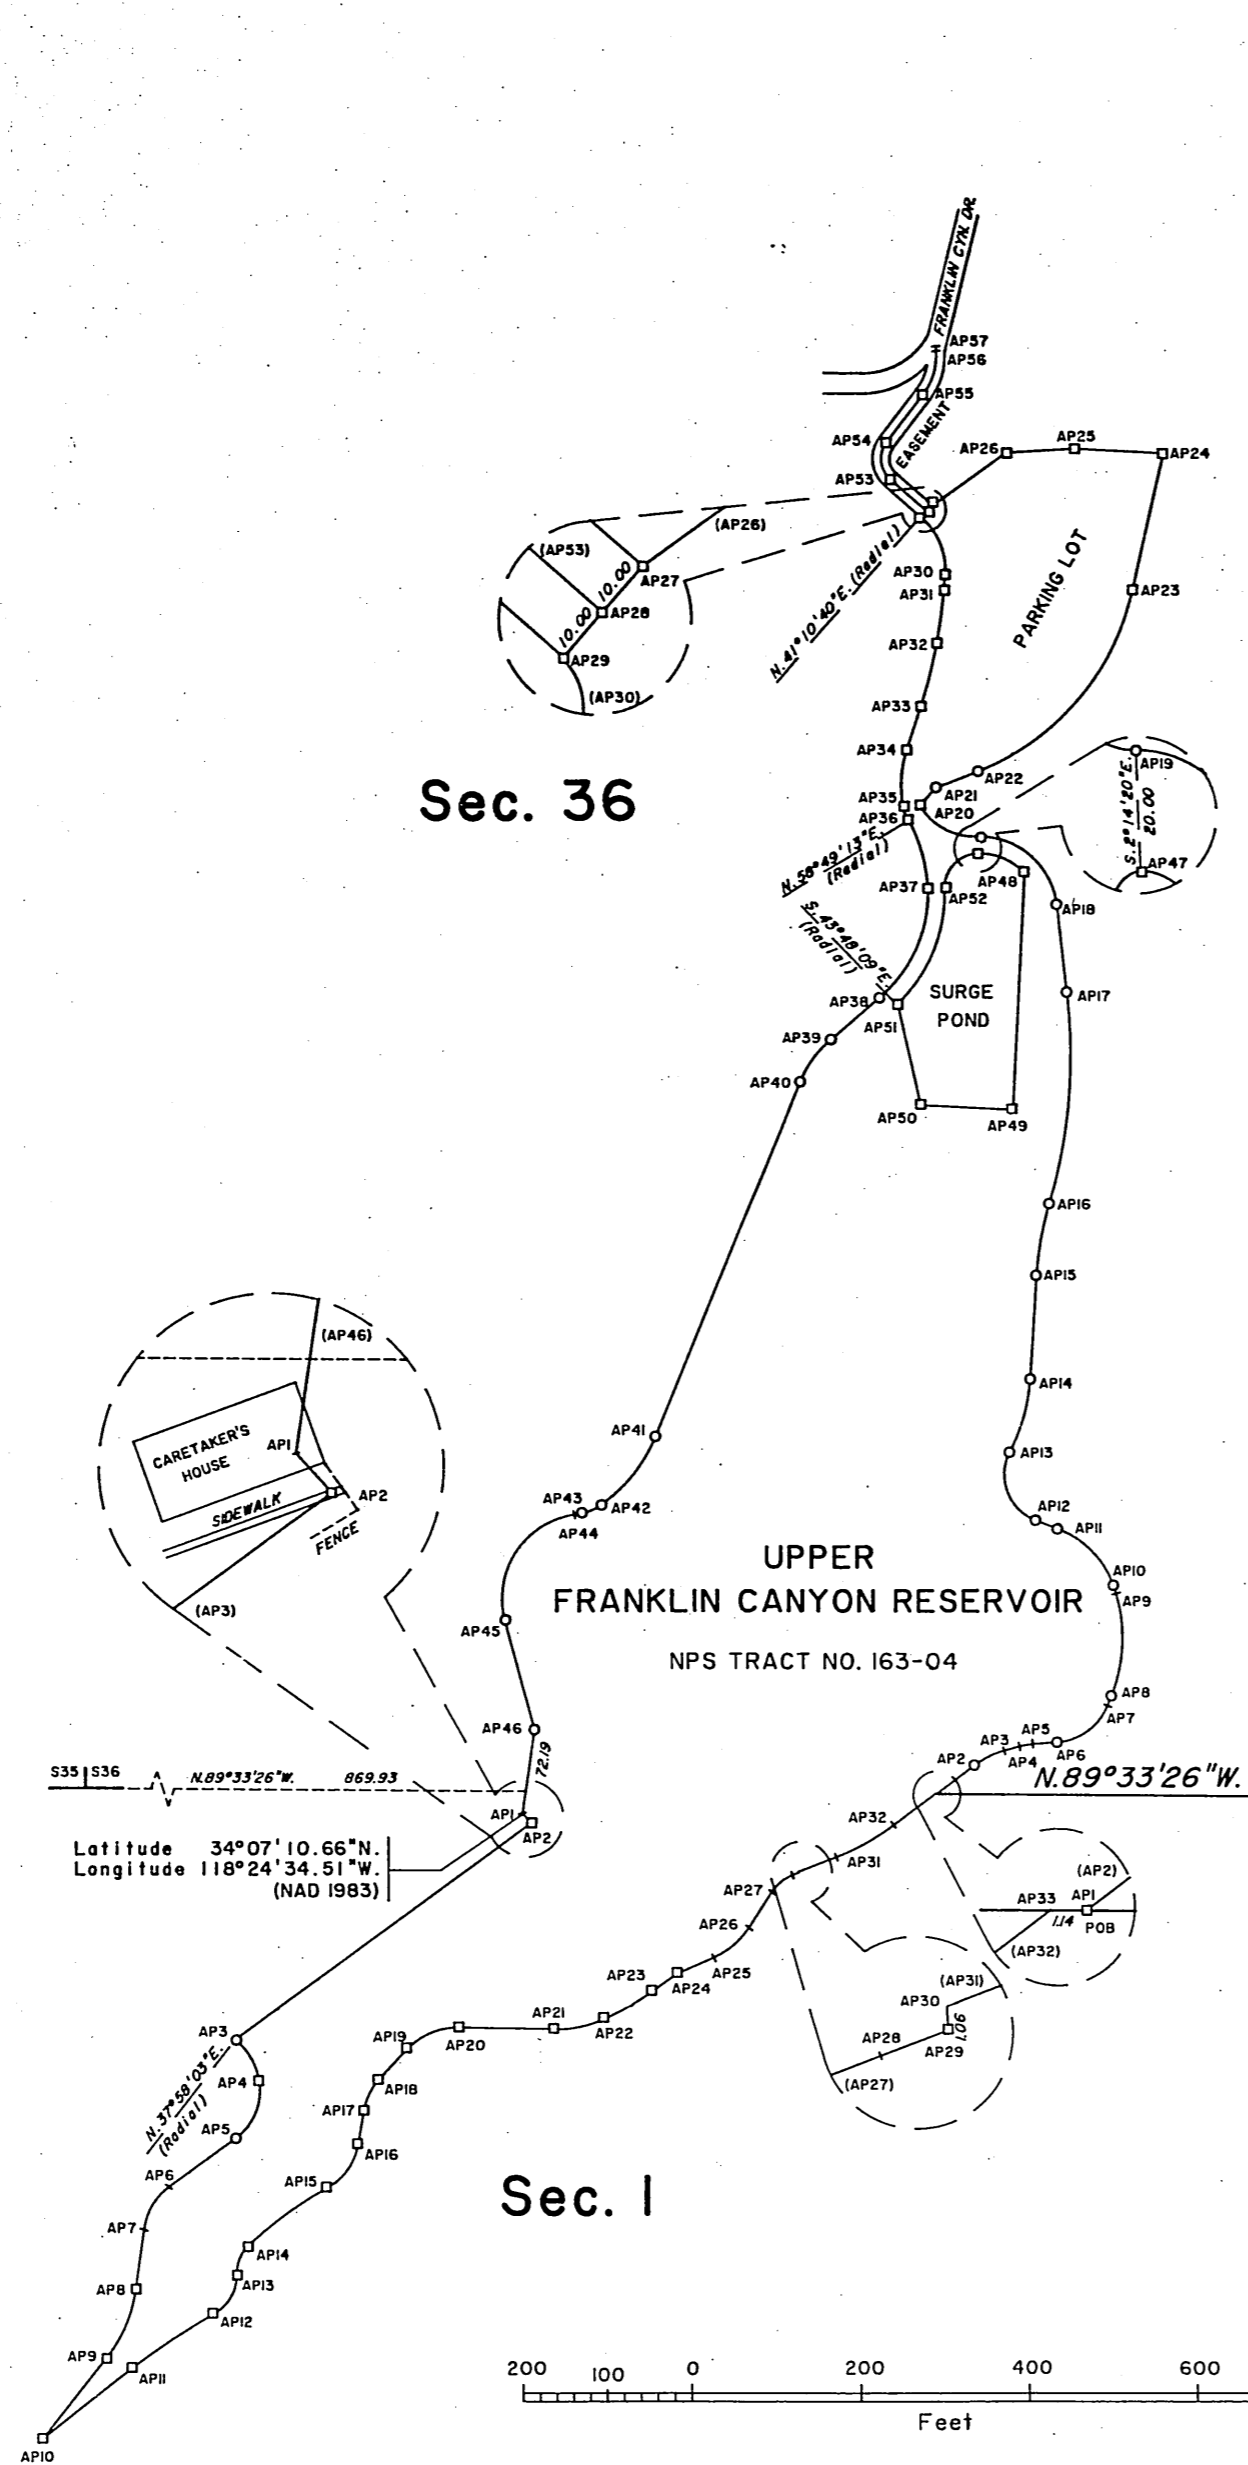 FRANKLIN CYN. DR.
AP57
AP56
AP55
EASEMENT
AP54
AP53
AP26
AP25
AP24
(AP26)
(AP53)
10.00
AP27
10.00
AP28
AP29
(AP30)
N.41°10'40"E.(Radial)
AP30
AP31
AP32
AP33
AP34
PARKING LOT
AP23
AP22
AP21
AP20
AP35
AP36
Sec. 36
AP19
S.2°14'20"E.
20.00
AP47
N.58°49'13"E.
(Radial)
AP37
AP52
AP48
AP18
S.43°48'09"E.
(Radial)
AP38
AP51
SURGE
POND
AP17
AP39
AP40
AP50
AP49
AP16
AP15
AP14
AP13
AP12
AP11
AP10
AP9
AP41
AP43
AP42
AP44
AP45
AP46
(AP46)
CARETAKER'S
HOUSE
AP1
AP2
SIDEWALK
FENCE
(AP3)
UPPER
FRANKLIN CANYON RESERVOIR
NPS TRACT NO. 163-04
AP8
AP7
AP5
AP3
AP6
AP4
AP2
N.89°33'26"W.
72.19
S35 S36
N.89°33'26"W. 869.93
AP1
AP2
Latitude 34°07'10.66"N.
Longitude 118°24'34.51"W.
(NAD 1983)
AP32
AP31
AP27
AP26
AP25
AP23
AP24
(AP2)
AP33 AP1
1.14 POB
(AP32)
(AP31)
AP30
1.06
AP28
AP29
(AP27)
AP21
AP22
AP19
AP20
AP18
AP17
AP16
AP15
AP3
N.37°58'03"E.
(Radial)
AP4
AP5
AP6
AP7
AP8
AP9
AP10
AP14
AP13
AP12
AP11
Sec. 1
200 100 0 200 400 600
Feet